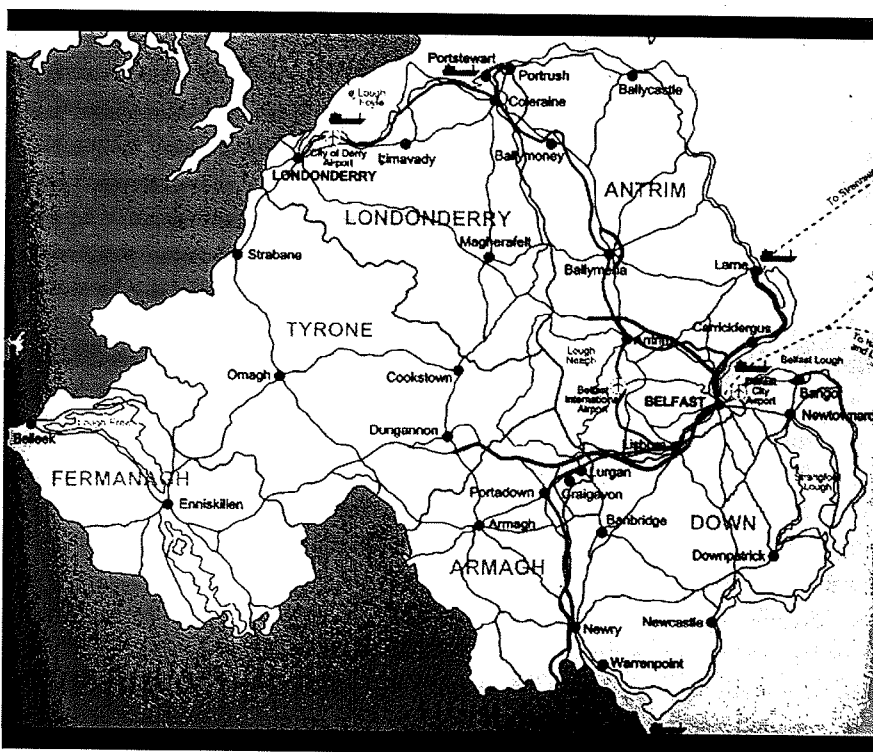 Portstewart
Portrush
Ballycastle
Lough
Foyle
Coleraine
City of Derry
Airport
Limavady
Ballymoney
LONDONDERRY
ANTRIM
LONDONDERRY
Magherafelt
Strabane
Ballymena
Larne
TYRONE
Carrickfergus
Antrim
Lough
Neagh
Belfast Lough
Omagh
Cookstown
Belfast
International
Airport
BELFAST
City
Airport
Bangor
Newtownards
Belleek
Lough Erne
Dungannon
Lisburn
FERMANAGH
Lurgan
Strangford
Lough
Enniskillen
Portadown
Craigavon
Armagh
Banbridge
DOWN
ARMAGH
Downpatrick
Newry
Newcastle
Warrenpoint